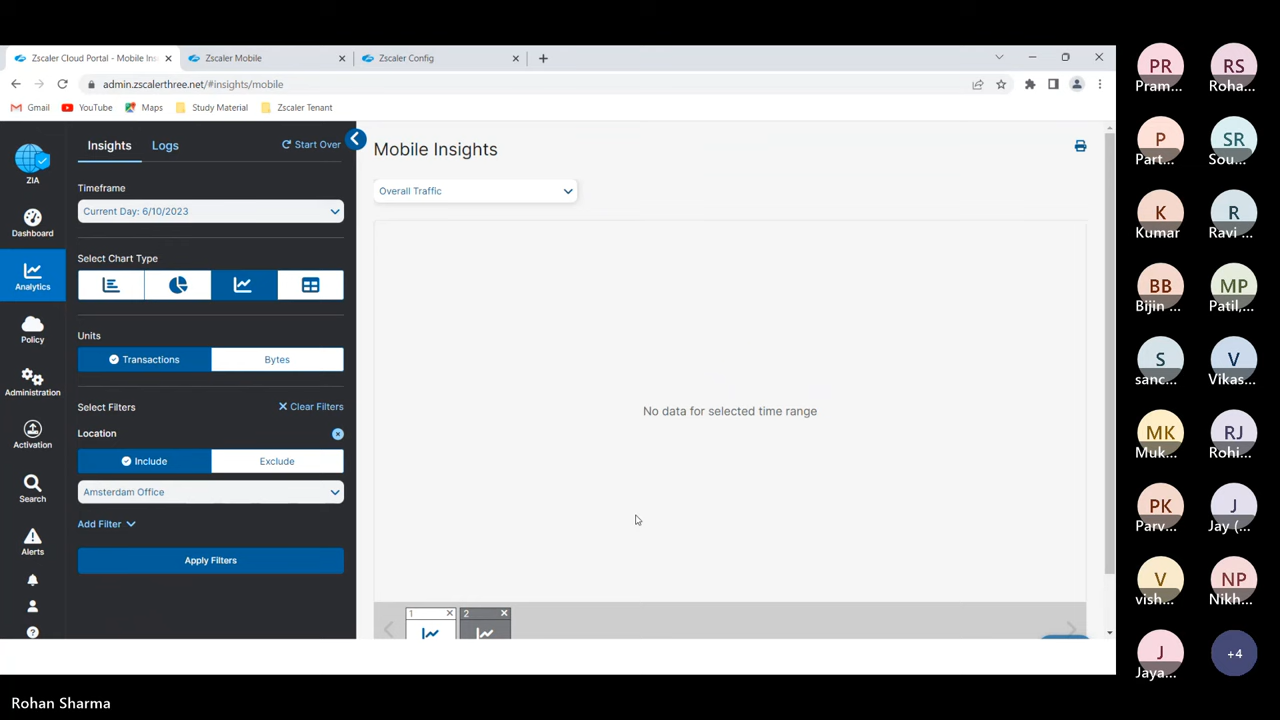 Zscaler Cloud Portal - Mobile Ins
Zscaler Mobile
Zscaler Config
admin.zscalerthree.net/#insights/mobile
Gmail
YouTube
Maps
Study Material
Zscaler Tenant
ZIA
Dashboard
Analytics
Policy
Administration
Activation
Search
Alerts
Insights
Logs
Start Over
Timeframe
Current Day: 6/10/2023
Select Chart Type
Units
Transactions
Bytes
Select Filters
Clear Filters
Location
Include
Exclude
Amsterdam Office
Add Filter
Apply Filters
Mobile Insights
Overall Traffic
No data for selected time range
1
2
PR
Pram...
RS
Roha...
P
Part...
SR
Sou...
K
Kumar
R
Ravi ...
BB
Bijin ...
MP
Patil,...
S
sanc...
V
Vikas...
MK
Muk...
RJ
Rohi...
PK
Parv...
J
Jay (...
V
vish...
NP
Nikh...
J
Jaya...
+4
Rohan Sharma